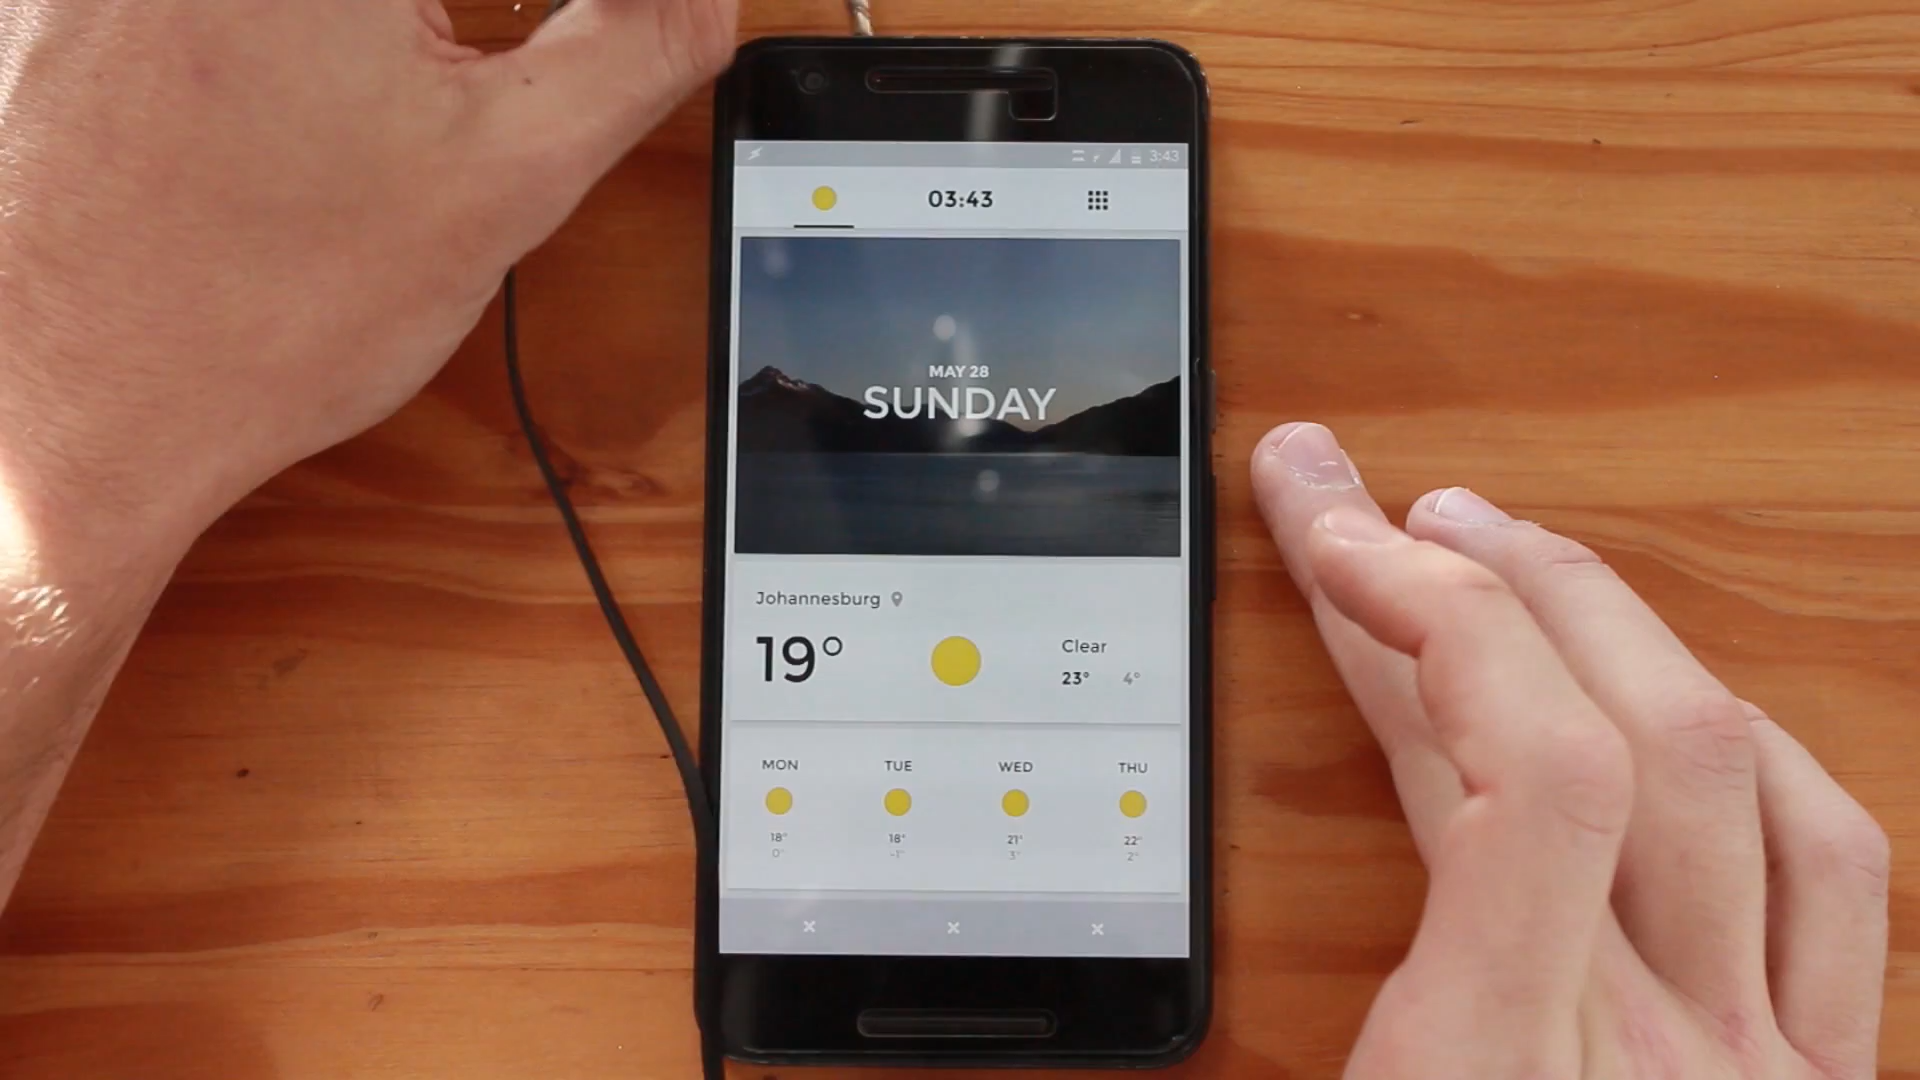 3:43
03:43
MAY 28
SUNDAY
Johannesburg
19°
Clear
23° 4°
MON TUE WED THU
18° 18° 21° 22°
0° -1° 3° 2°